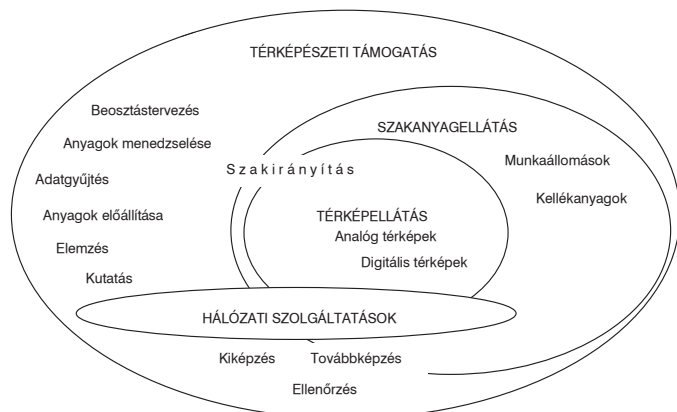 TÉRKÉPÉSZETI TÁMOGATÁS
Beosztástervezés
SZAKANYAGELLÁTÁS
Anyagok menedzselése
Munkaállomások
Szakirányítás
Adatgyűjtés
Kellékanyagok
Anyagok előállítása
TÉRKÉPELLÁTÁS
Analóg térképek
Elemzés
Digitális térképek
Kutatás
HÁLÓZATI SZOLGÁLTATÁSOK
Kiképzés
Továbbképzés
Ellenőrzés